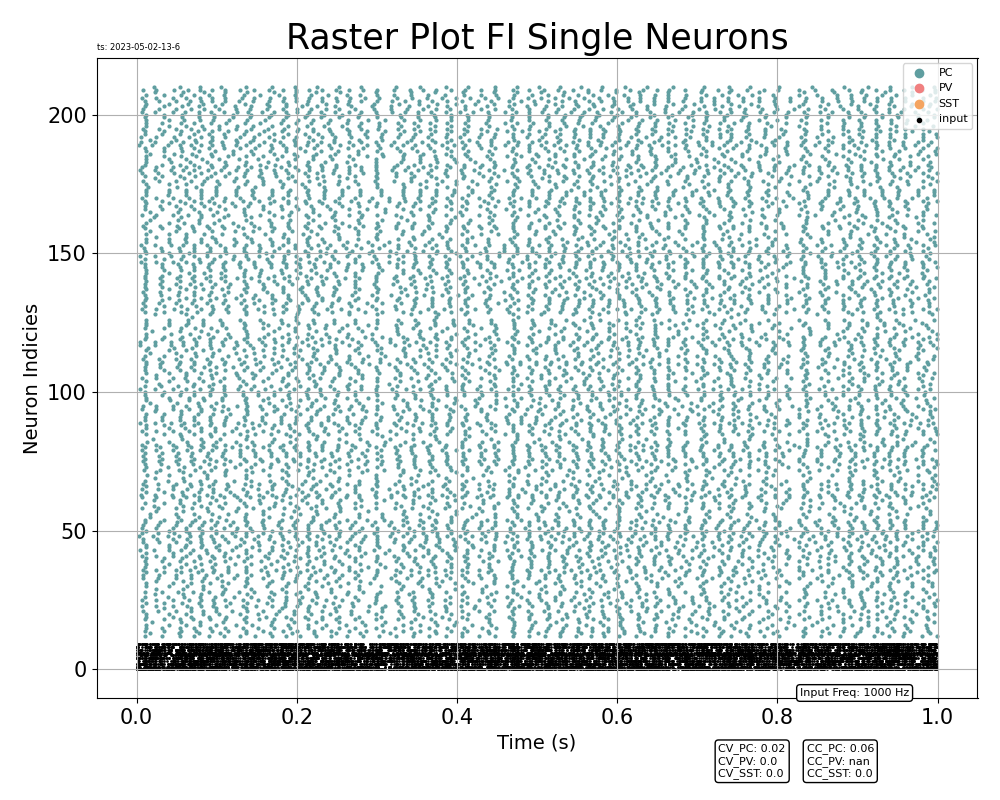 Raster Plot FI Single Neurons
ts: 2023-05-02-13-6
PC
PV
SST
input
200
150
100
50
0
Neuron Indicies
Input Freq: 1000 Hz
0.0 0.2 0.4 0.6 0.8 1.0
Time (s)
CV_PC: 0.02 CC_PC: 0.06
CV_PV: 0.0 CC_PV: nan
CV_SST: 0.0 CC_SST: 0.0